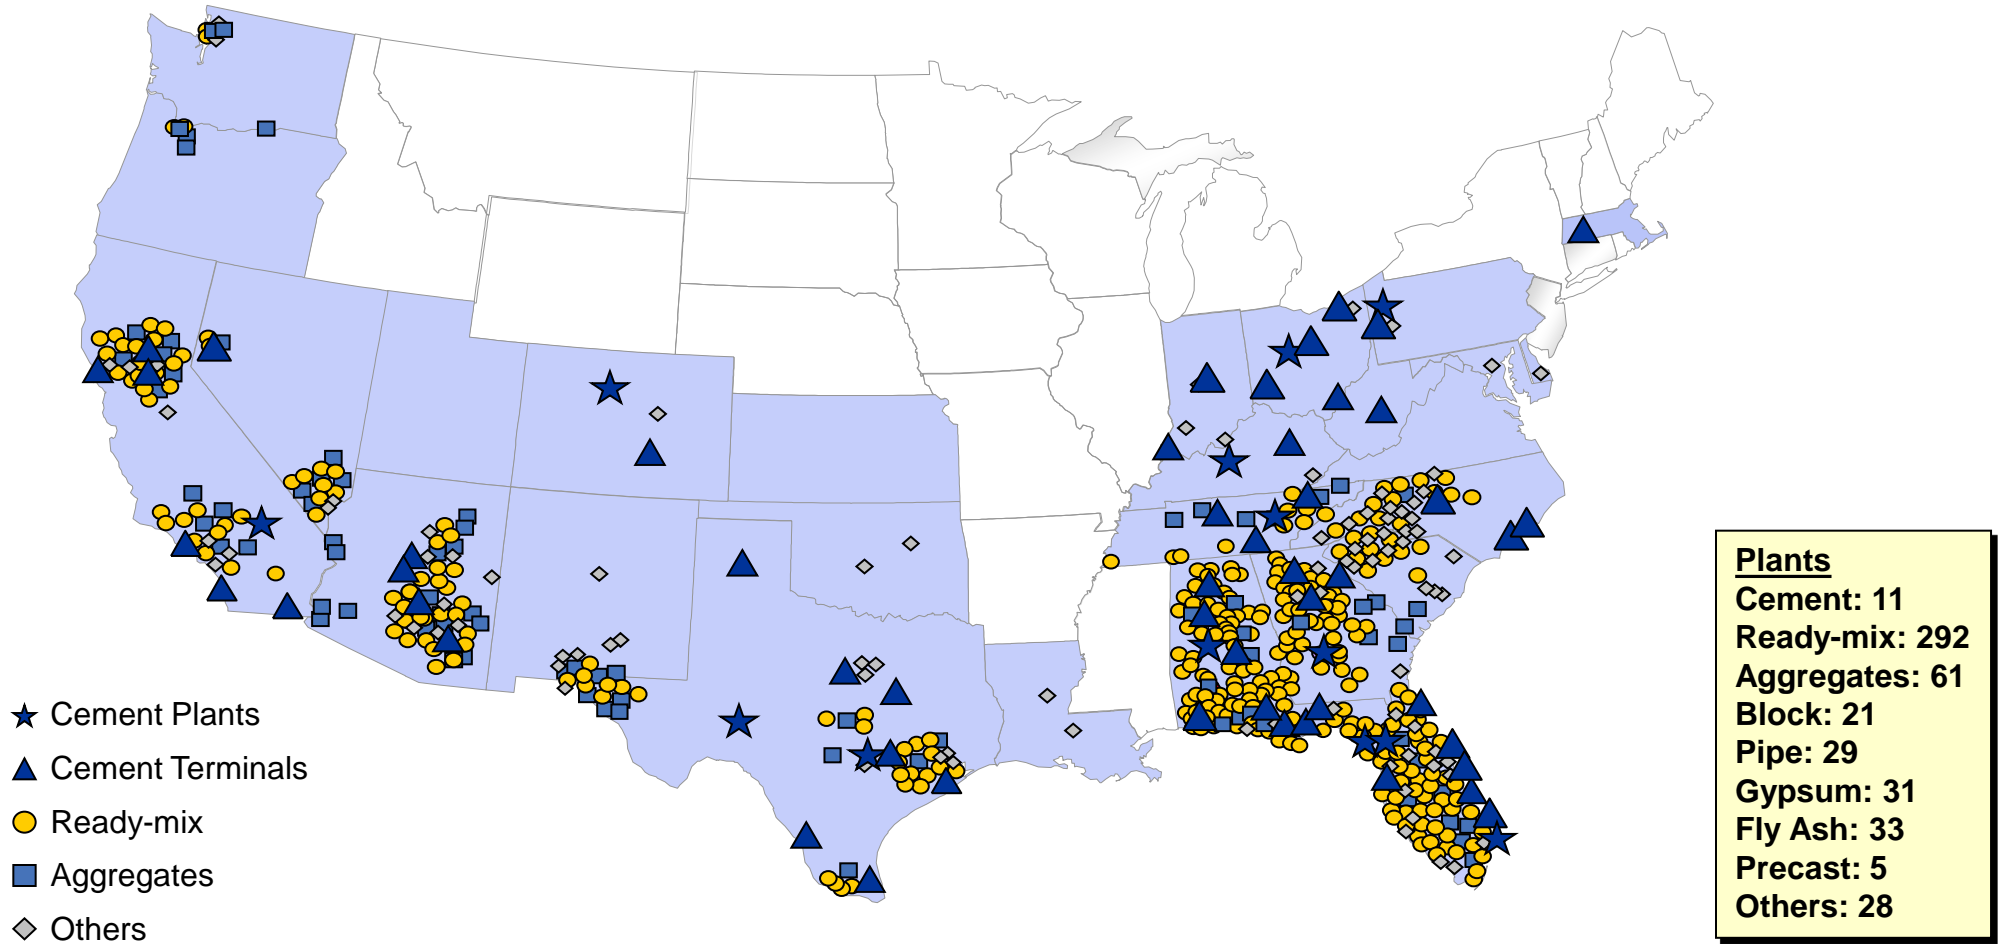 Cement Plants
Cement Terminals
Ready-mix
Aggregates
Others
Plants
Cement: 11
Ready-mix: 292
Aggregates: 61
Block: 21
Pipe: 29
Gypsum: 31
Fly Ash: 33
Precast: 5
Others: 28